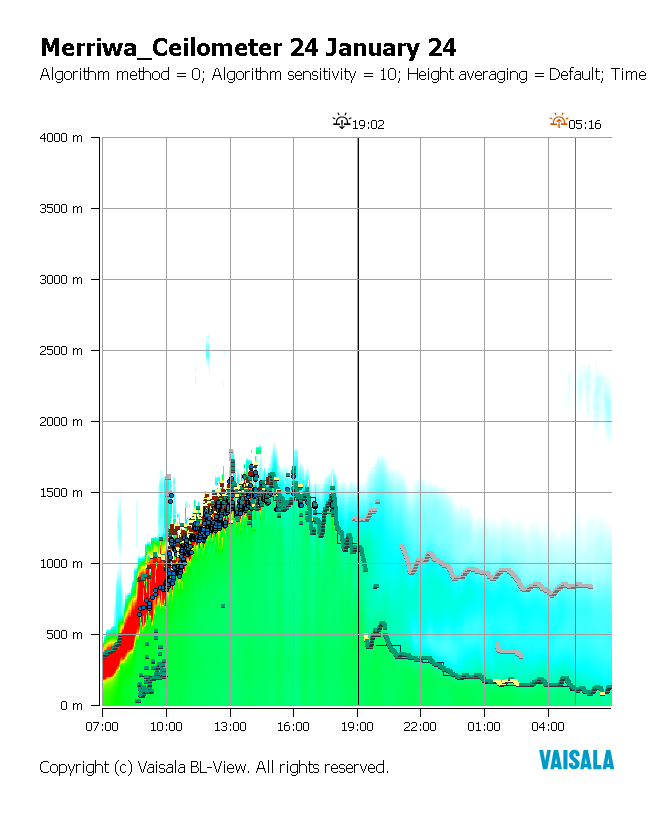 Merriwa_Ceilometer 24 January 24
Algorithm method = 0; Algorithm sensitivity = 10; Height averaging = Default; Time
19:02
05:16
4000 m
3500 m
3000 m
2500 m
2000 m
1500 m
1000 m
500 m
0 m
07:00 10:00 13:00 16:00 19:00 22:00 01:00 04:00
VAISALA
Copyright (c) Vaisala BL-View. All rights reserved.